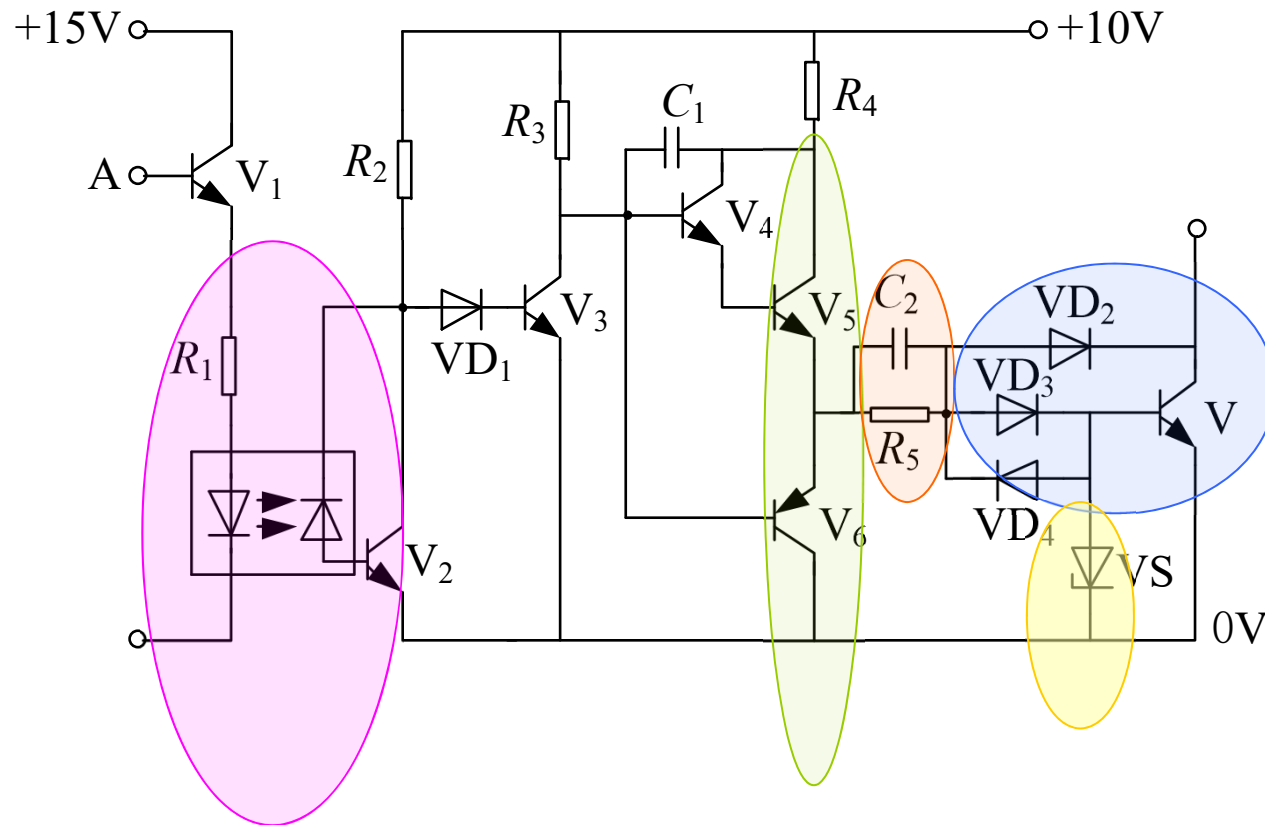 +15V
+10V
A
V₁
R₂
R₃
C₁
R₄
V₄
R₁
VD₁
V₃
V₅
C₂
VD₂
VD₃
V
R₅
VD₄
V₂
V₆
VS
0V